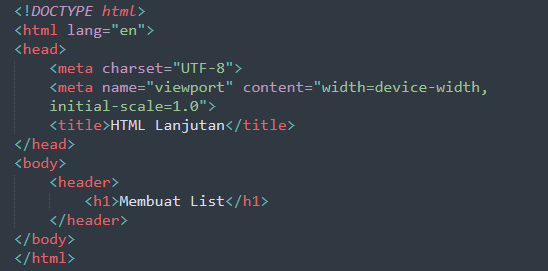 <!DOCTYPE html>
<html lang="en">
<head>
    <meta charset="UTF-8">
    <meta name="viewport" content="width=device-width,
    initial-scale=1.0">
    <title>HTML Lanjutan</title>
</head>
<body>
    <header>
        <h1>Membuat List</h1>
    </header>
</body>
</html>